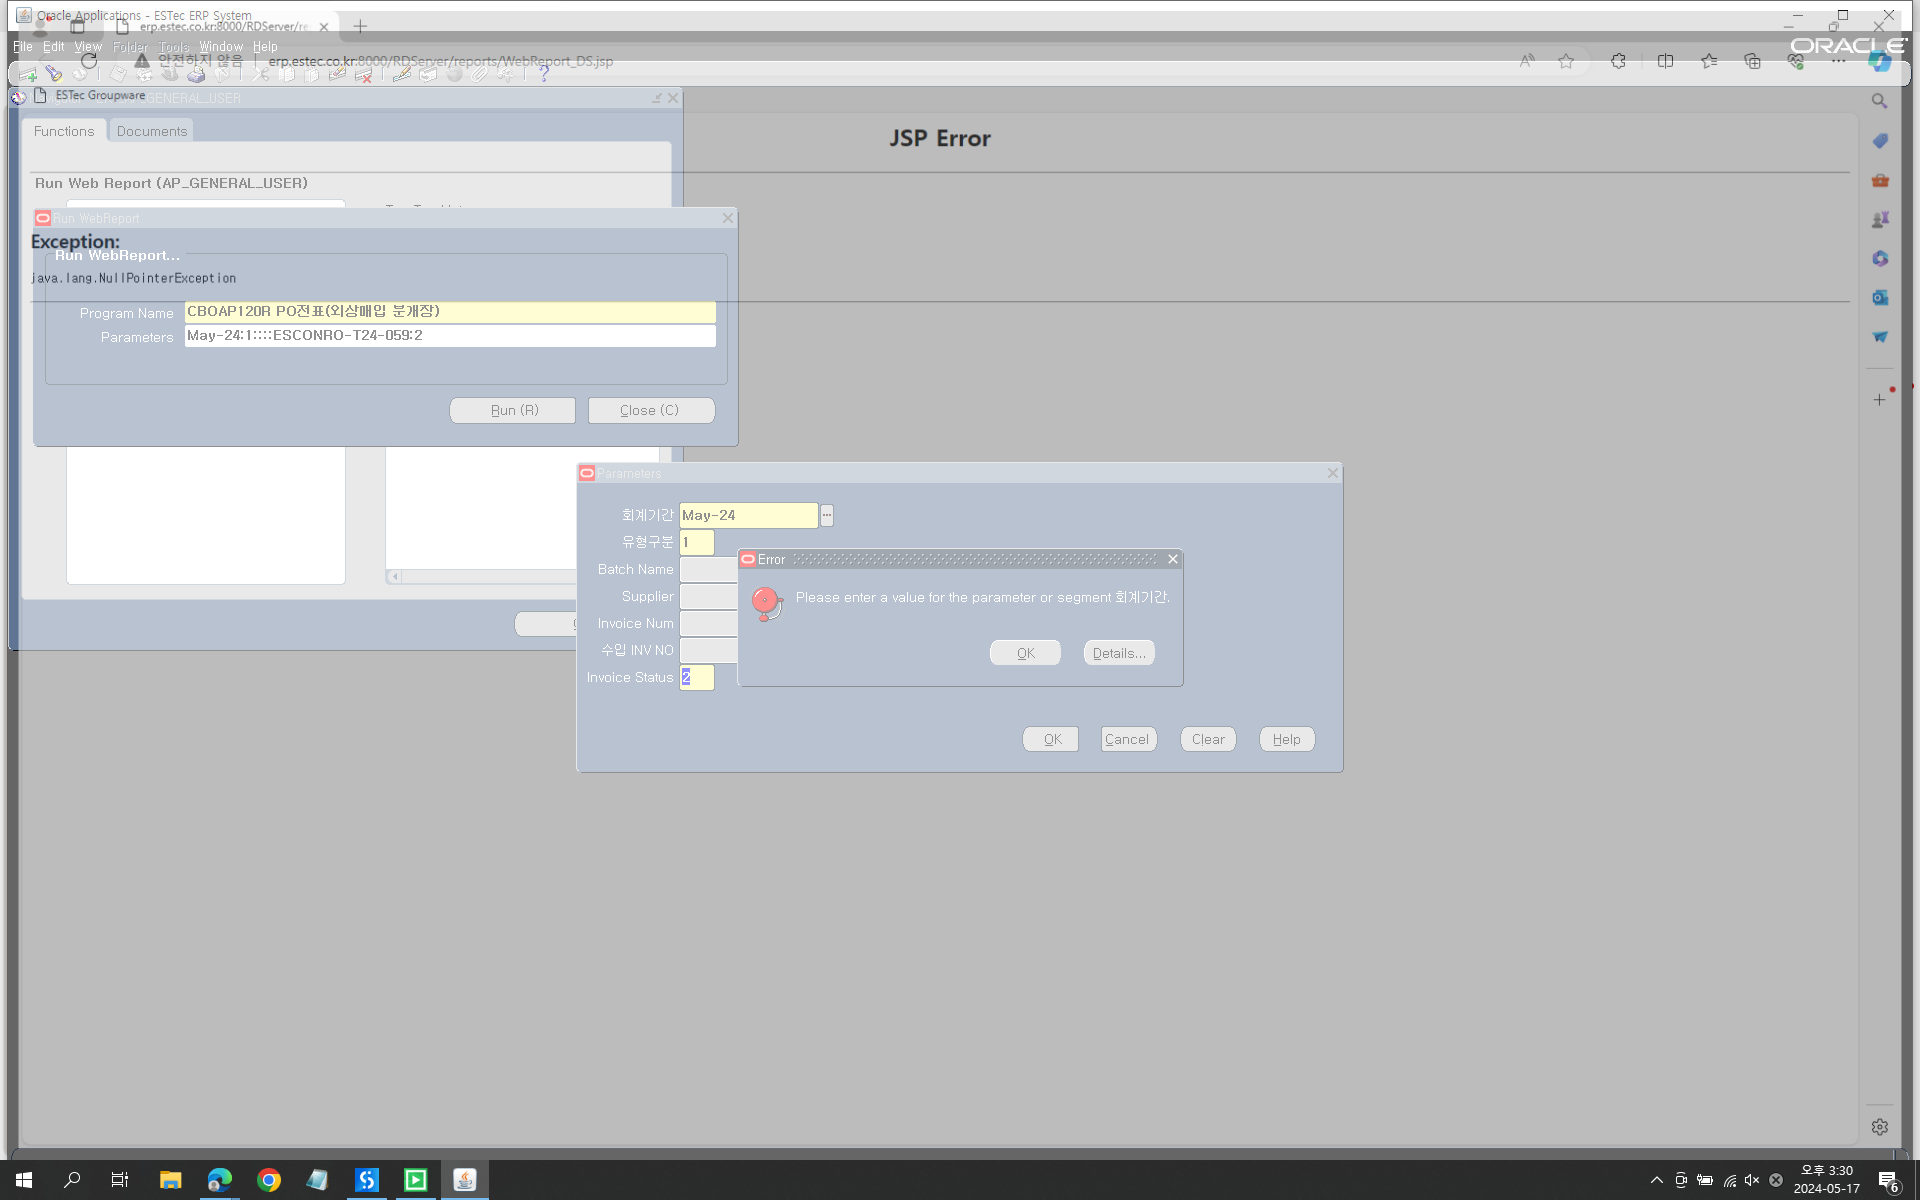 Oracle Applications - ESTec ERP System
erp.estec.co.kr:8000/RDServer/re
File Edit View Folder Tools Window Help
ORACLE
안전하지 않음 erp.estec.co.kr:8000/RDServer/reports/WebReport_DS.jsp
ESTec Groupware
GENERAL_USER
Functions Documents
JSP Error
Run Web Report (AP_GENERAL_USER)
Run WebReport
Exception:
Run WebReport...
java.lang.NullPointerException
Program Name CBOAP120R PO전표(외상매입 분개장)
Parameters May-24:1::::ESCONRO-T24-059:2
Run (R) Close (C)
Parameters
회계기간 May-24
유형구분 1
Batch Name
Supplier
Invoice Num
수입 INV NO
Invoice Status 2
Error
Please enter a value for the parameter or segment 회계기간.
OK Details...
OK Cancel Clear Help
오후 3:30
2024-05-17
6